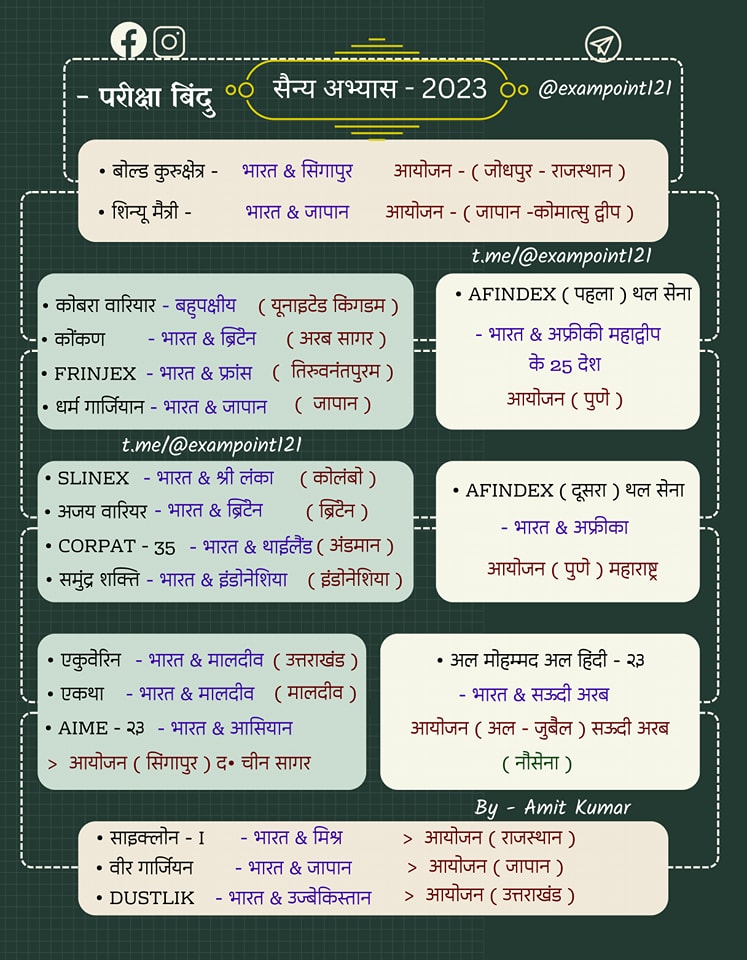 - परीक्षा बिंदु
सैन्य अभ्यास - 2023
@exampoint121
• बोल्ड कुरुक्षेत्र - भारत & सिंगापुर आयोजन - ( जोधपुर - राजस्थान )
• शिन्यू मैत्री - भारत & जापान आयोजन - ( जापान -कोमात्सु द्वीप )
t.me/@exampoint121
• कोबरा वारियार - बहुपक्षीय ( यूनाइटेड किंगडम )
• कोंकण - भारत & ब्रिटेन ( अरब सागर )
• FRINJEX - भारत & फ्रांस ( तिरुवनंतपुरम )
• धर्म गार्जियान - भारत & जापान ( जापान )
• AFINDEX ( पहला ) थल सेना
- भारत & अफ्रीकी महाद्वीप
के 25 देश
आयोजन ( पुणे )
t.me/@exampoint121
• SLINEX - भारत & श्री लंका ( कोलंबो )
• अजय वारियर - भारत & ब्रिटेन ( ब्रिटेन )
• CORPAT - 35 - भारत & थाईलैंड ( अंडमान )
• समुंद्र शक्ति - भारत & इंडोनेशिया ( इंडोनेशिया )
• AFINDEX ( दूसरा ) थल सेना
- भारत & अफ्रीका
आयोजन ( पुणे ) महाराष्ट्र
• एकुवेरिन - भारत & मालदीव ( उत्तराखंड )
• एकथा - भारत & मालदीव ( मालदीव )
• AIME - २३ - भारत & आसियान
> आयोजन ( सिंगापुर ) द• चीन सागर
• अल मोहम्मद अल हिंदी - २३
- भारत & सऊदी अरब
आयोजन ( अल - जुबैल ) सऊदी अरब
( नौसेना )
By - Amit Kumar
• साइक्लोन - I - भारत & मिश्र > आयोजन ( राजस्थान )
• वीर गार्जियन - भारत & जापान > आयोजन ( जापान )
• DUSTLIK - भारत & उज्बेकिस्तान > आयोजन ( उत्तराखंड )